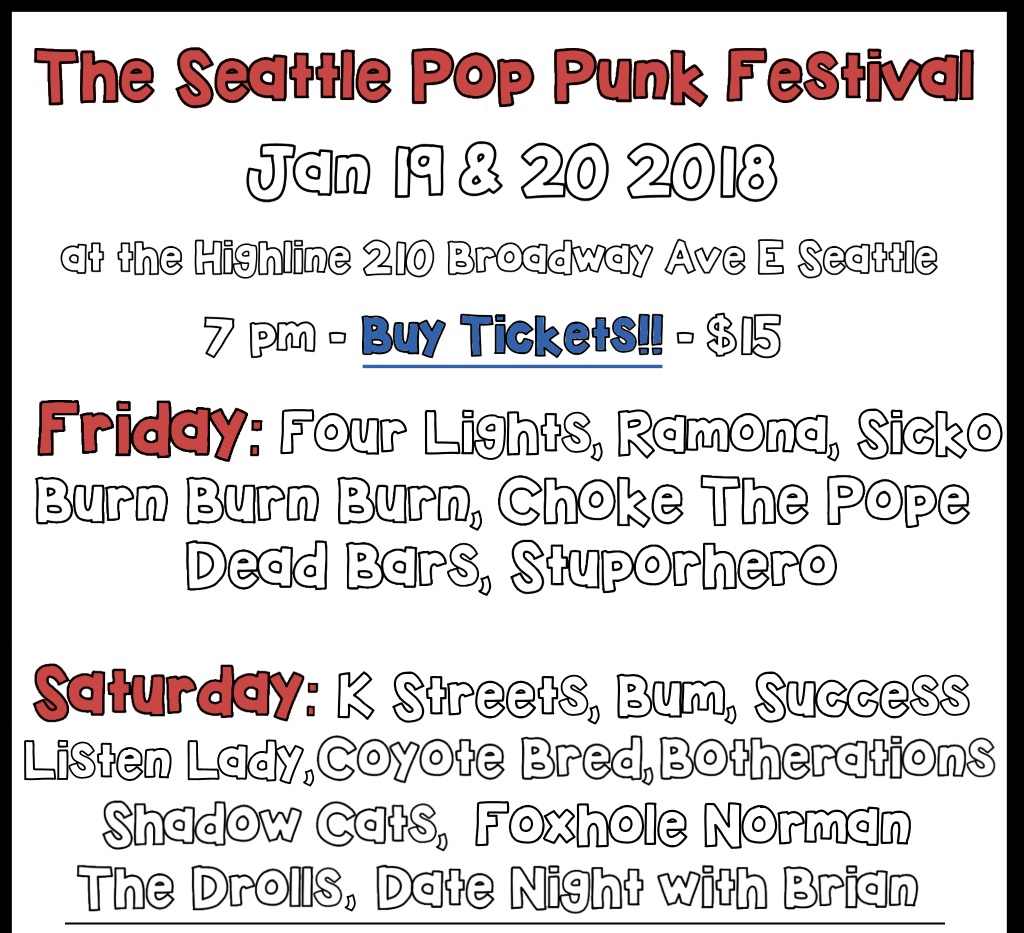 The Seattle Pop Punk Festival
Jan 19 & 20 2018
at the Highline 210 Broadway Ave E Seattle
7 pm - Buy Tickets!! - $15
Friday: Four Lights, Ramona, Sicko
Burn Burn Burn, Choke The Pope
Dead Bars, Stuporhero
Saturday: K Streets, Bum, Success
Listen Lady,Coyote Bred,Botherations
Shadow Cats, Foxhole Norman
The Drolls, Date Night with Brian